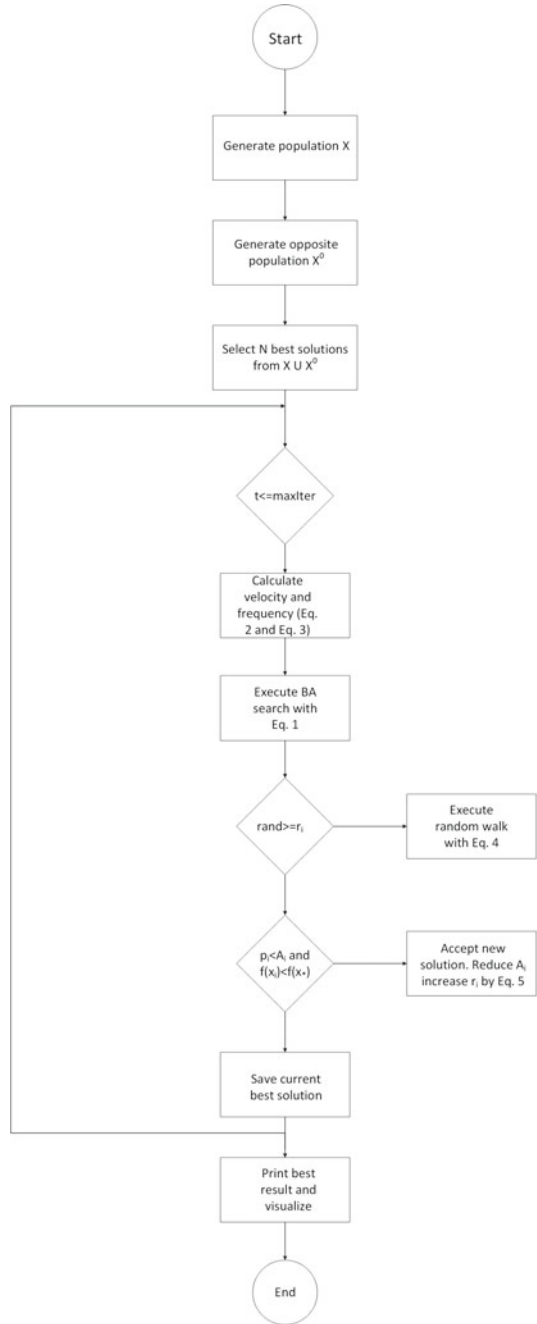 Start
Generate population X
Generate opposite
population X⁰
Select N best solutions
from X U X⁰
t<=maxIter
Calculate
velocity and
frequency (Eq.
2 and Eq. 3)
Execute BA
search with
Eq. 1
rand>=rᵢ
Execute
random walk
with Eq. 4
pᵢ<Aᵢ and
f(xᵢ)<f(x*)
Accept new
solution. Reduce Aᵢ
increase rᵢ by Eq. 5
Save current
best solution
Print best
result and
visualize
End